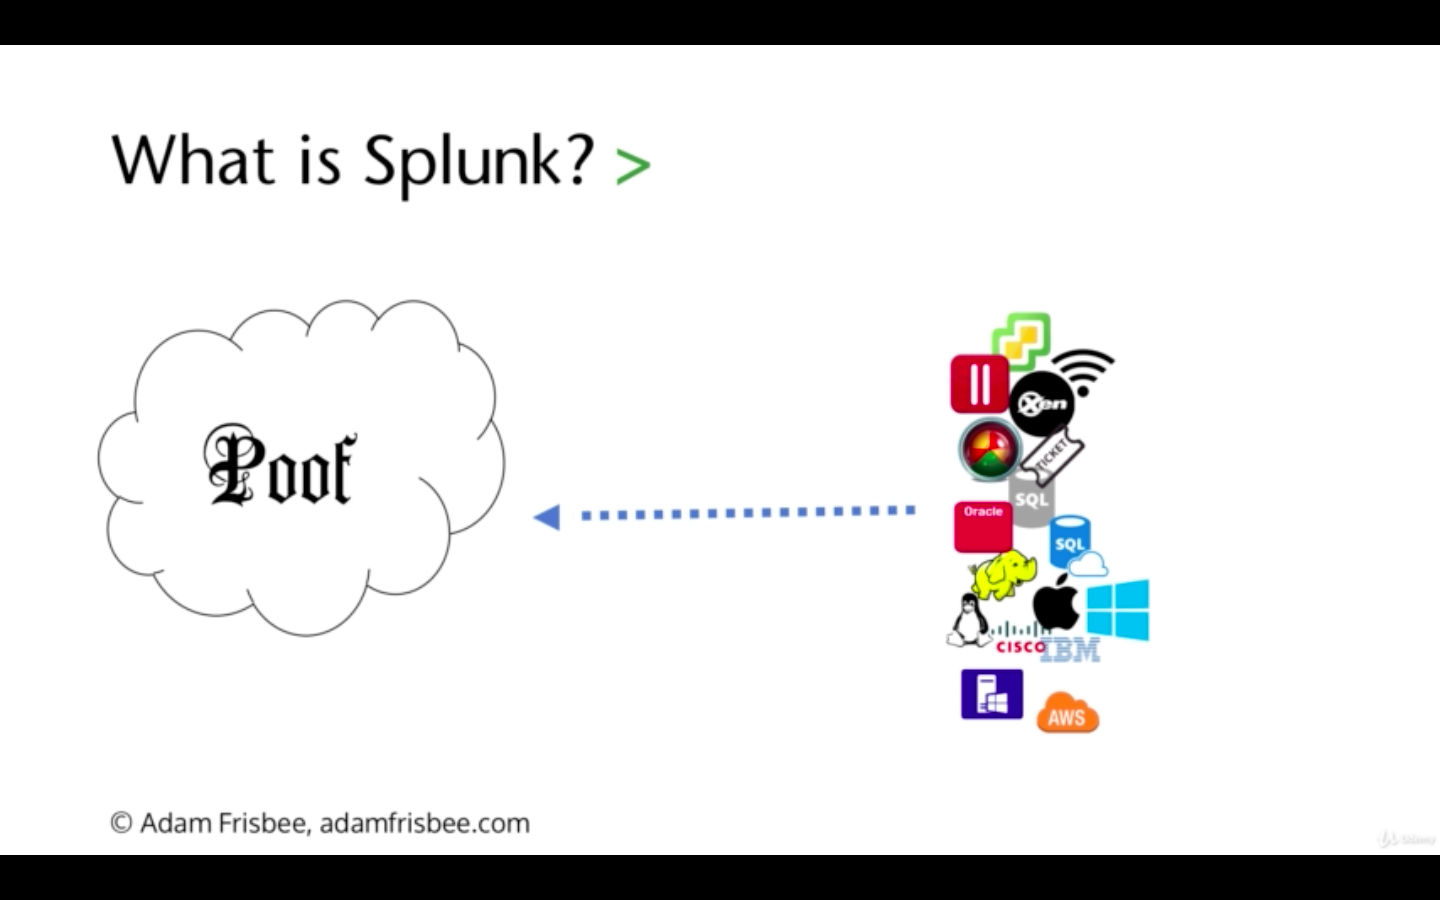 What is Splunk? >
Poof
Xen
TICKET
SQL
Oracle
SQL
CISCO
IBM
AWS
© Adam Frisbee, adamfrisbee.com
Udemy